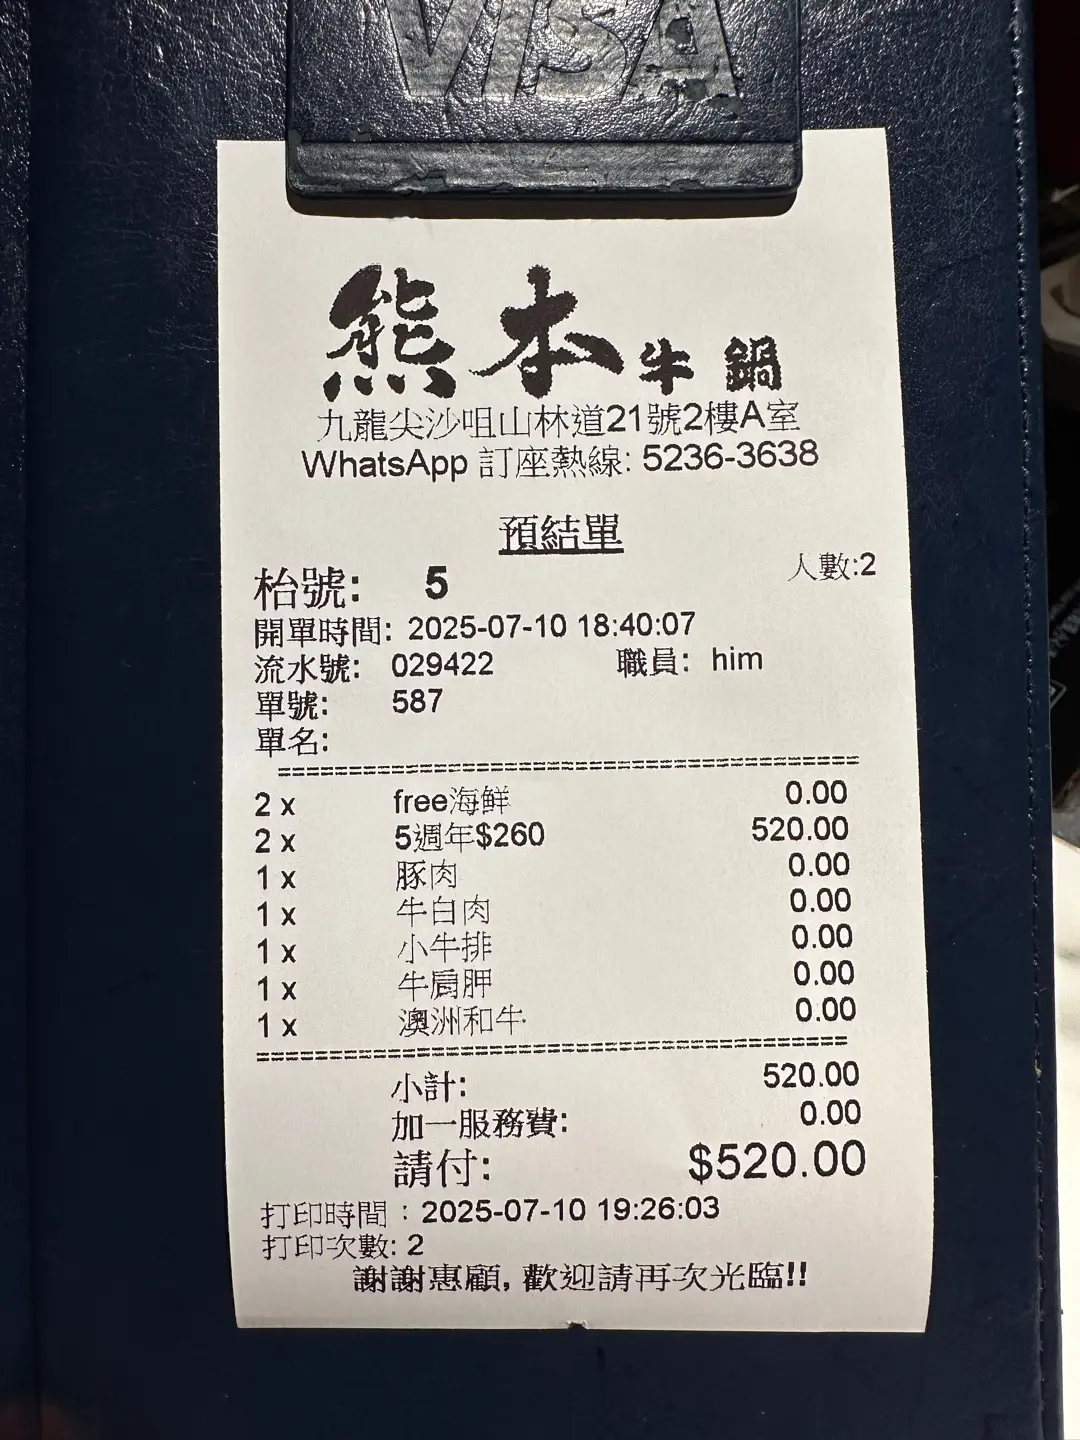 VISA
熊本牛鍋
九龍尖沙咀山林道21號2樓A室
WhatsApp 訂座熱線: 5236-3638
預結單
人數:2
枱號: 5
開單時間: 2025-07-10 18:40:07
流水號: 029422 職員: him
單號: 587
單名:
2 x free海鮮 0.00
2 x 5週年$260 520.00
1 x 豚肉 0.00
1 x 牛白肉 0.00
1 x 小牛排 0.00
1 x 牛肩胛 0.00
1 x 澳洲和牛 0.00
小計: 520.00
加一服務費: 0.00
請付: $520.00
打印時間：2025-07-10 19:26:03
打印次數: 2
謝謝惠顧, 歡迎請再次光臨!!